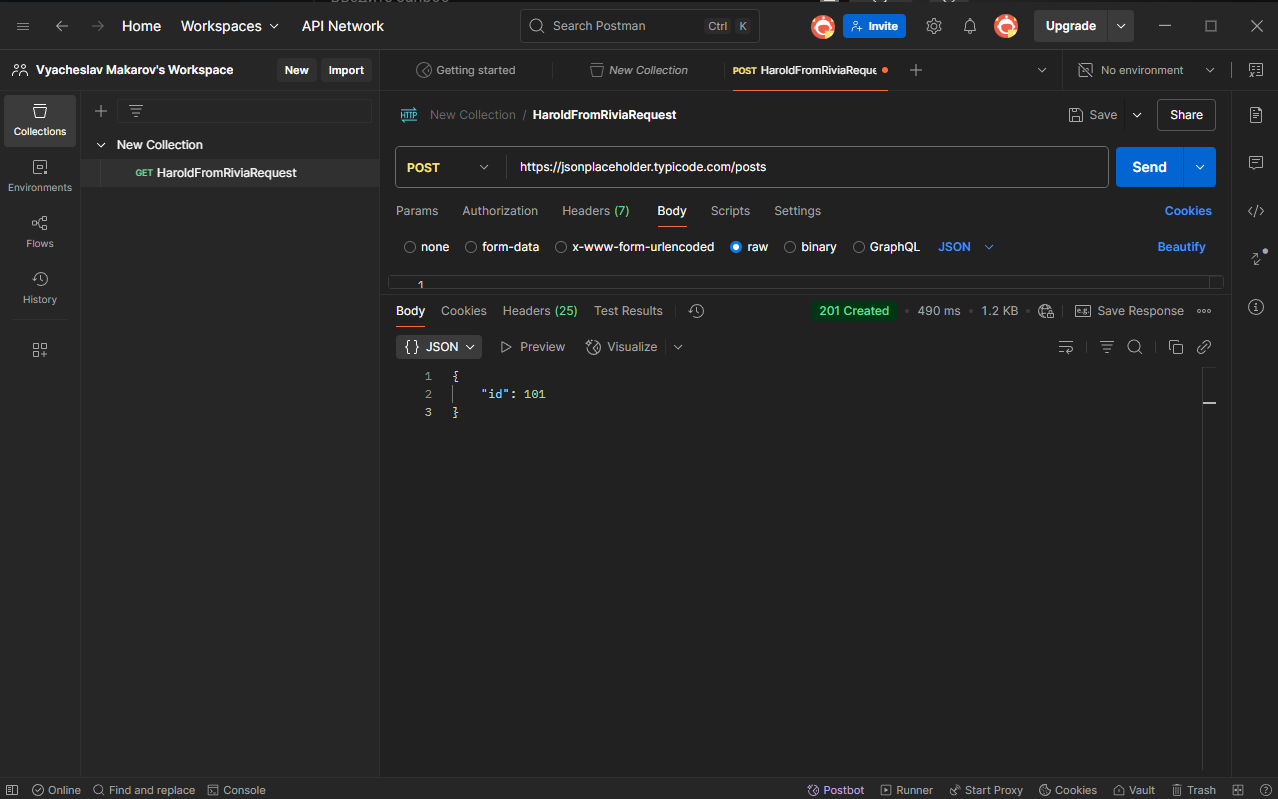 Home Workspaces API Network Search Postman Ctrl K Invite Upgrade
Vyacheslav Makarov's Workspace New Import Getting started New Collection POST HaroldFromRiviaReque No environment
Collections
Environments
Flows
History
New Collection
GET HaroldFromRiviaRequest
HTTP New Collection / HaroldFromRiviaRequest Save Share
POST https://jsonplaceholder.typicode.com/posts Send
Params Authorization Headers (7) Body Scripts Settings Cookies
none form-data x-www-form-urlencoded raw binary GraphQL JSON Beautify
1
Body Cookies Headers (25) Test Results 201 Created • 490 ms • 1.2 KB • e.g. Save Response
{} JSON Preview Visualize
1 {
2 "id": 101
3 }
Online Find and replace Console Postbot Runner Start Proxy Cookies Vault Trash